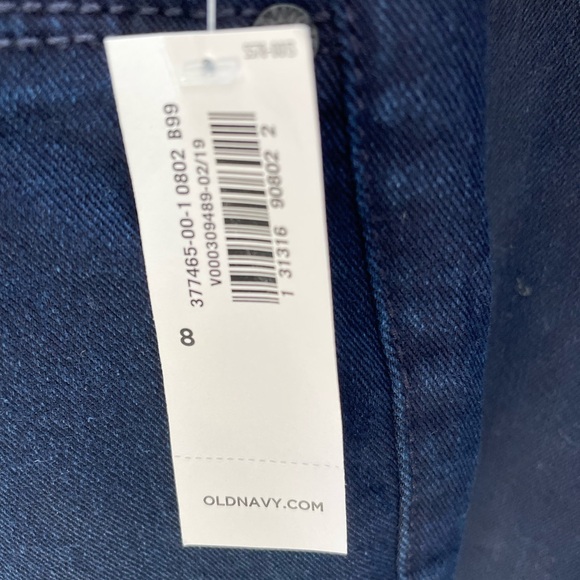 8
377465-00-1 0802 B99
V000309489-02/19
1 31316 90802 2
OLDNAVY.COM